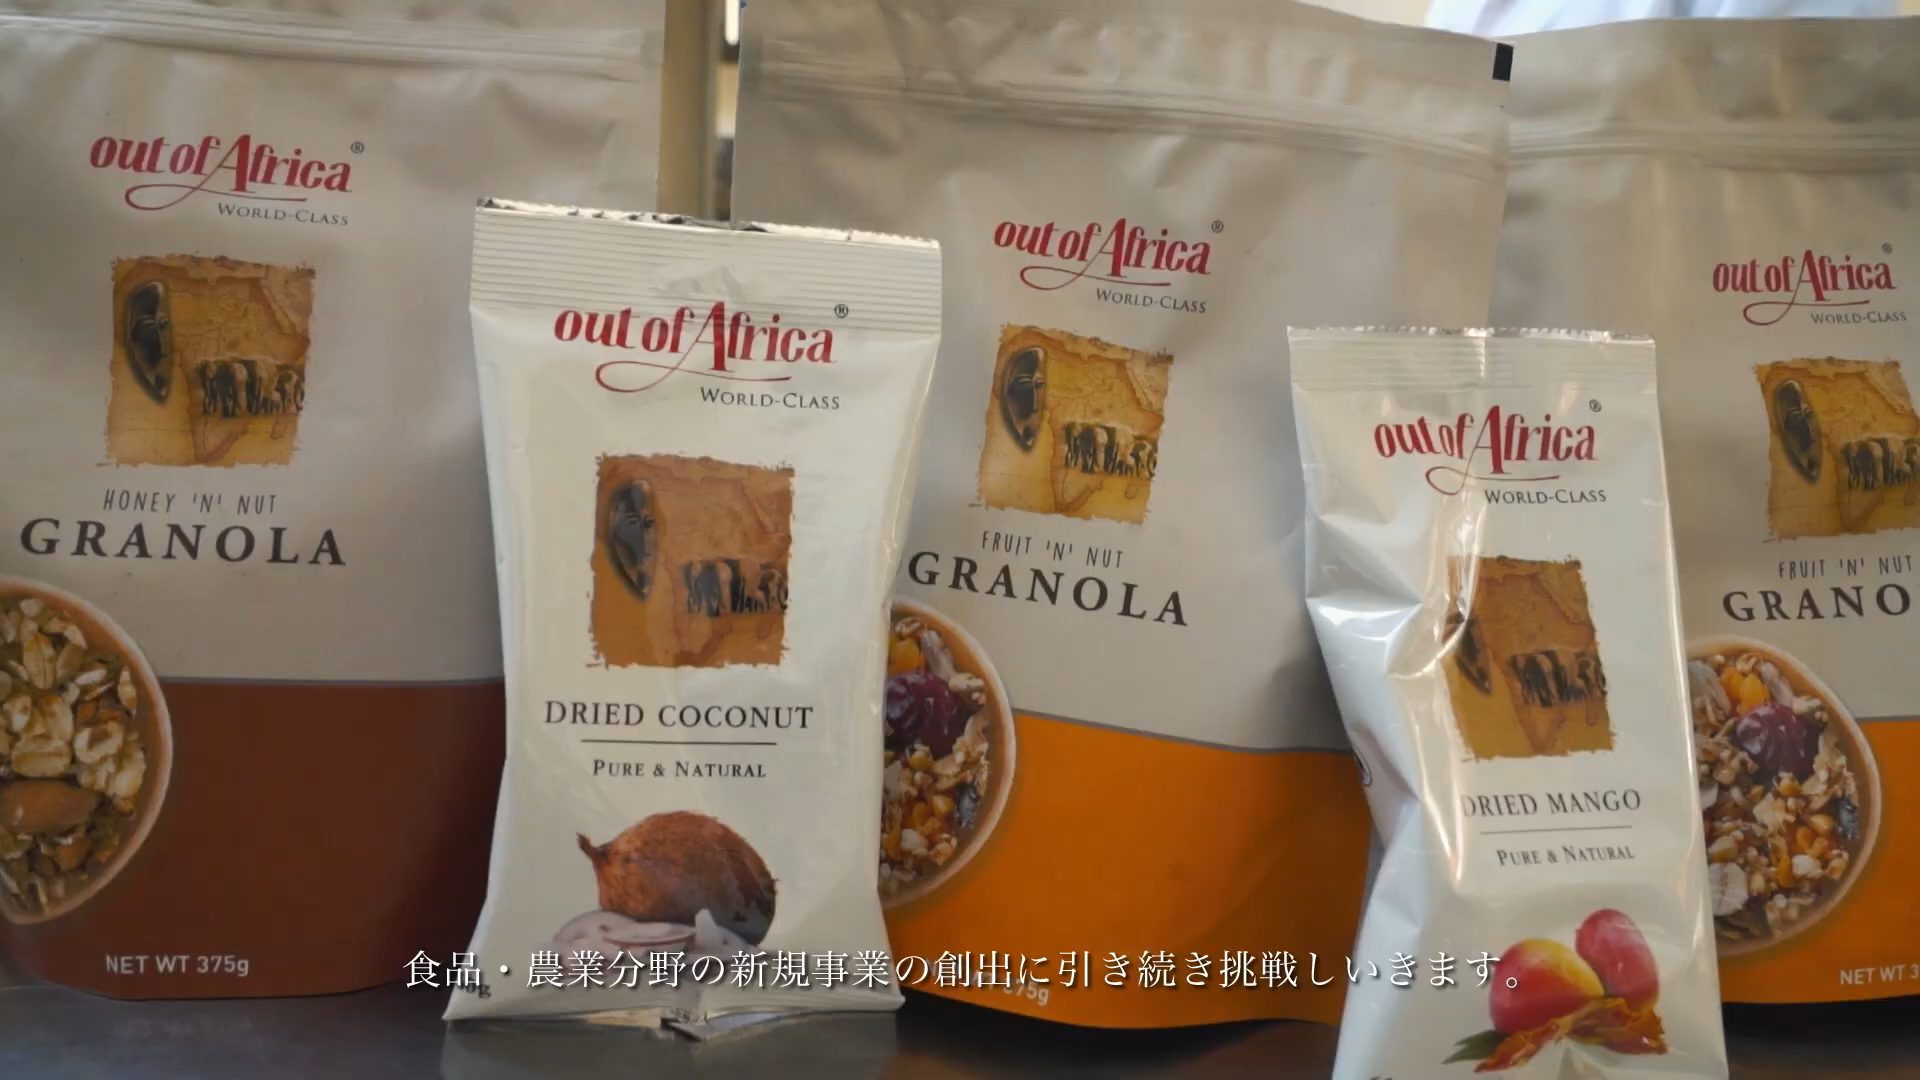 out of Africa®
WORLD-CLASS
HONEY 'N' NUT
GRANOLA
NET WT 375g
out of Africa®
WORLD-CLASS
DRIED COCONUT
PURE & NATURAL
out of Africa®
WORLD-CLASS
FRUIT 'N' NUT
GRANOLA
out of Africa®
WORLD-CLASS
DRIED MANGO
PURE & NATURAL
out of Africa®
WORLD-CLASS
FRUIT 'N' NUT
GRANO
NET WT 3
食品・農業分野の新規事業の創出に引き続き挑戦しいきます。